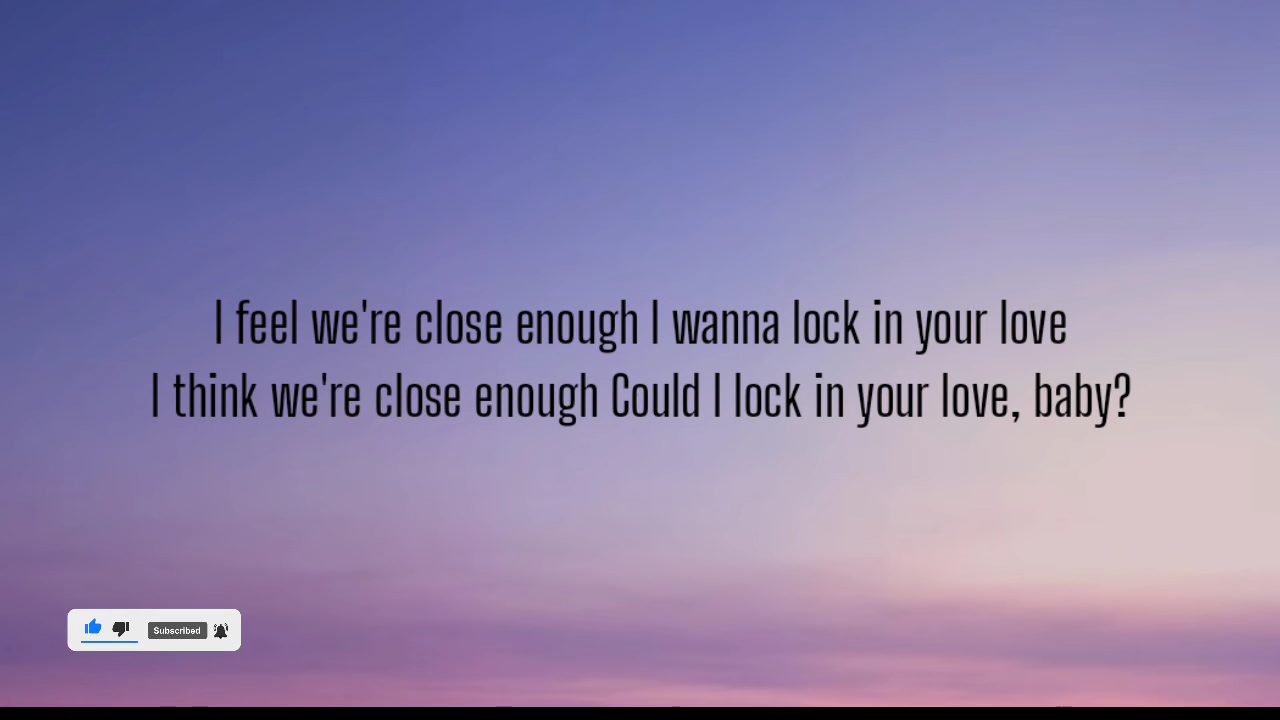 I feel we're close enough I wanna lock in your love
I think we're close enough Could I lock in your love, baby?
Subscribed